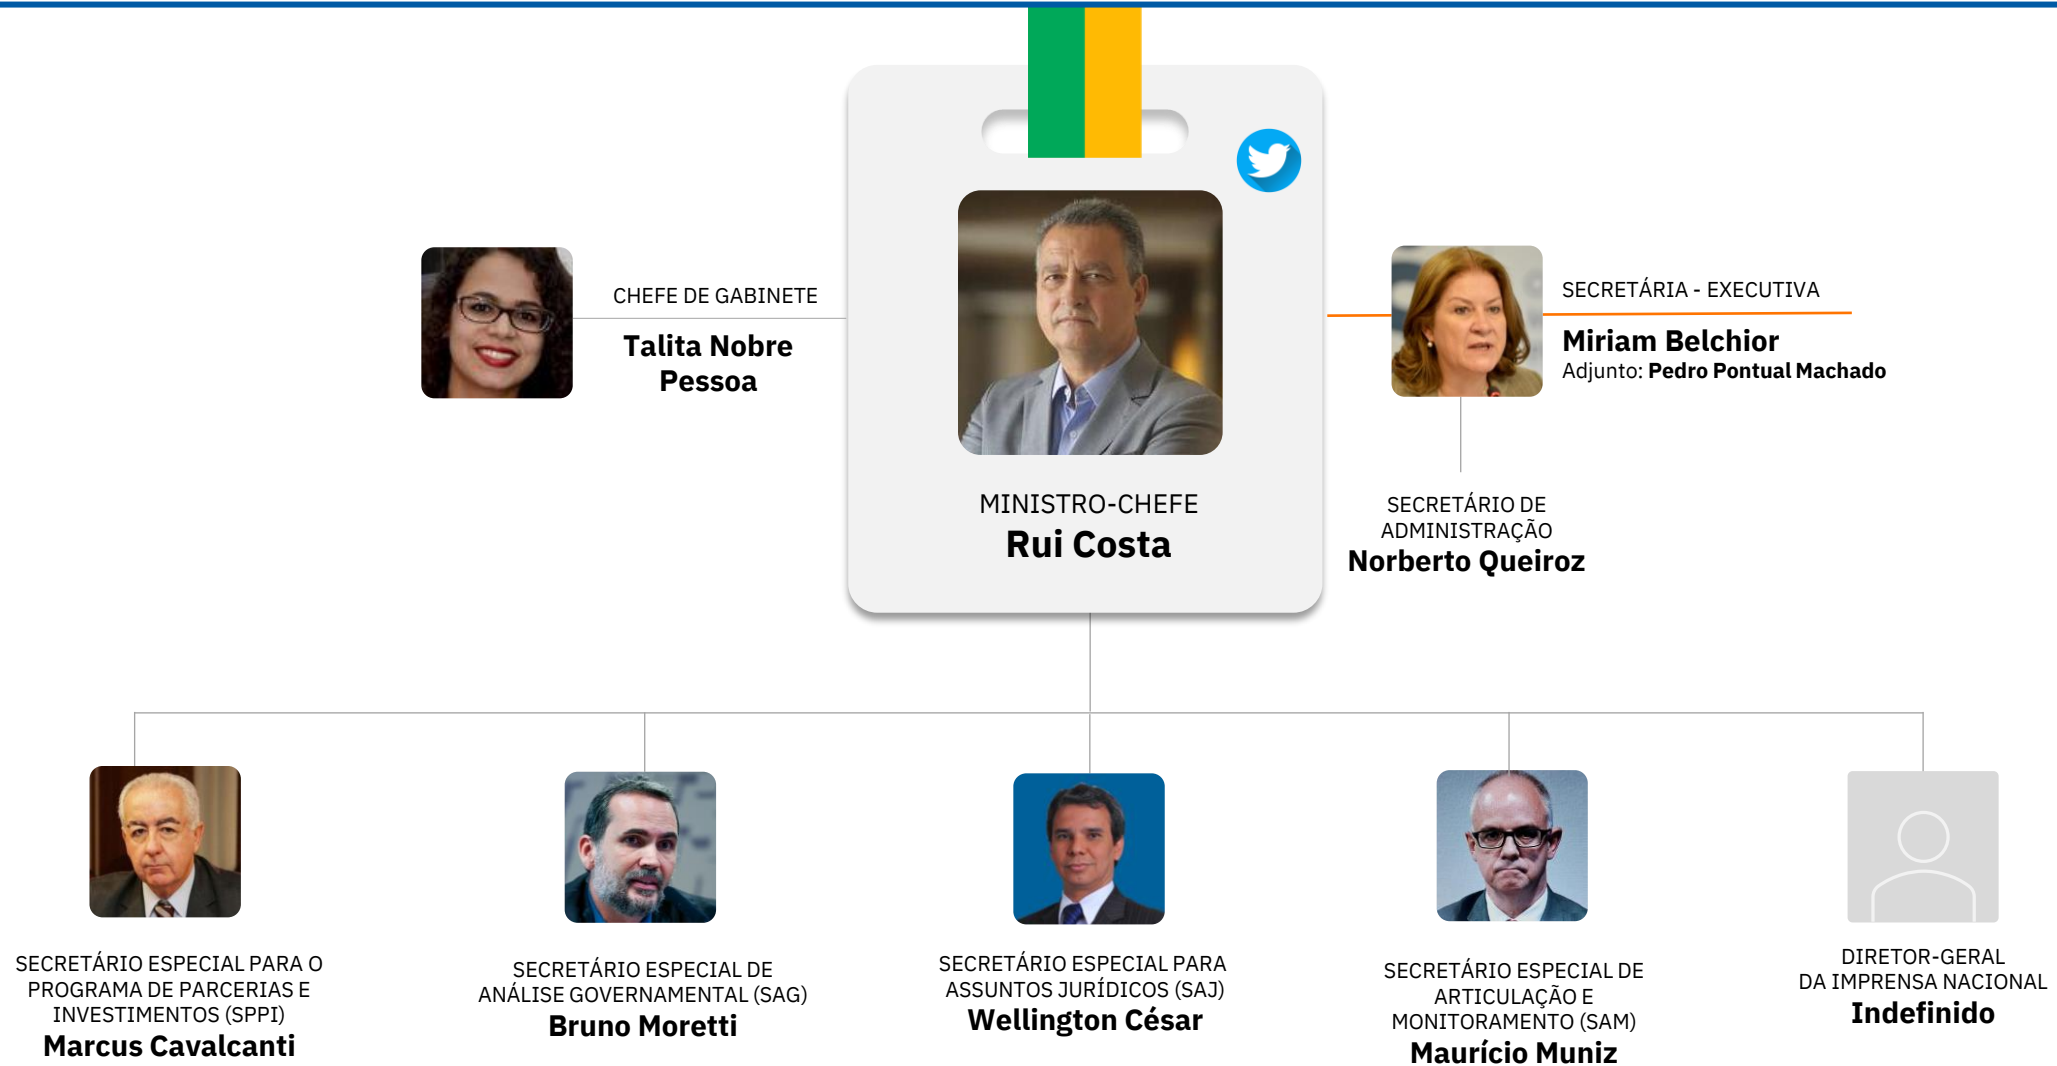 CHEFE DE GABINETE
Talita Nobre
Pessoa
MINISTRO-CHEFE
Rui Costa
SECRETÁRIA - EXECUTIVA
Miriam Belchior
Adjunto: Pedro Pontual Machado
SECRETÁRIO DE
ADMINISTRAÇÃO
Norberto Queiroz
SECRETÁRIO ESPECIAL PARA O
PROGRAMA DE PARCERIAS E
INVESTIMENTOS (SPPI)
Marcus Cavalcanti
SECRETÁRIO ESPECIAL DE
ANÁLISE GOVERNAMENTAL (SAG)
Bruno Moretti
SECRETÁRIO ESPECIAL PARA
ASSUNTOS JURÍDICOS (SAJ)
Wellington César
SECRETÁRIO ESPECIAL DE
ARTICULAÇÃO E
MONITORAMENTO (SAM)
Maurício Muniz
DIRETOR-GERAL
DA IMPRENSA NACIONAL
Indefinido